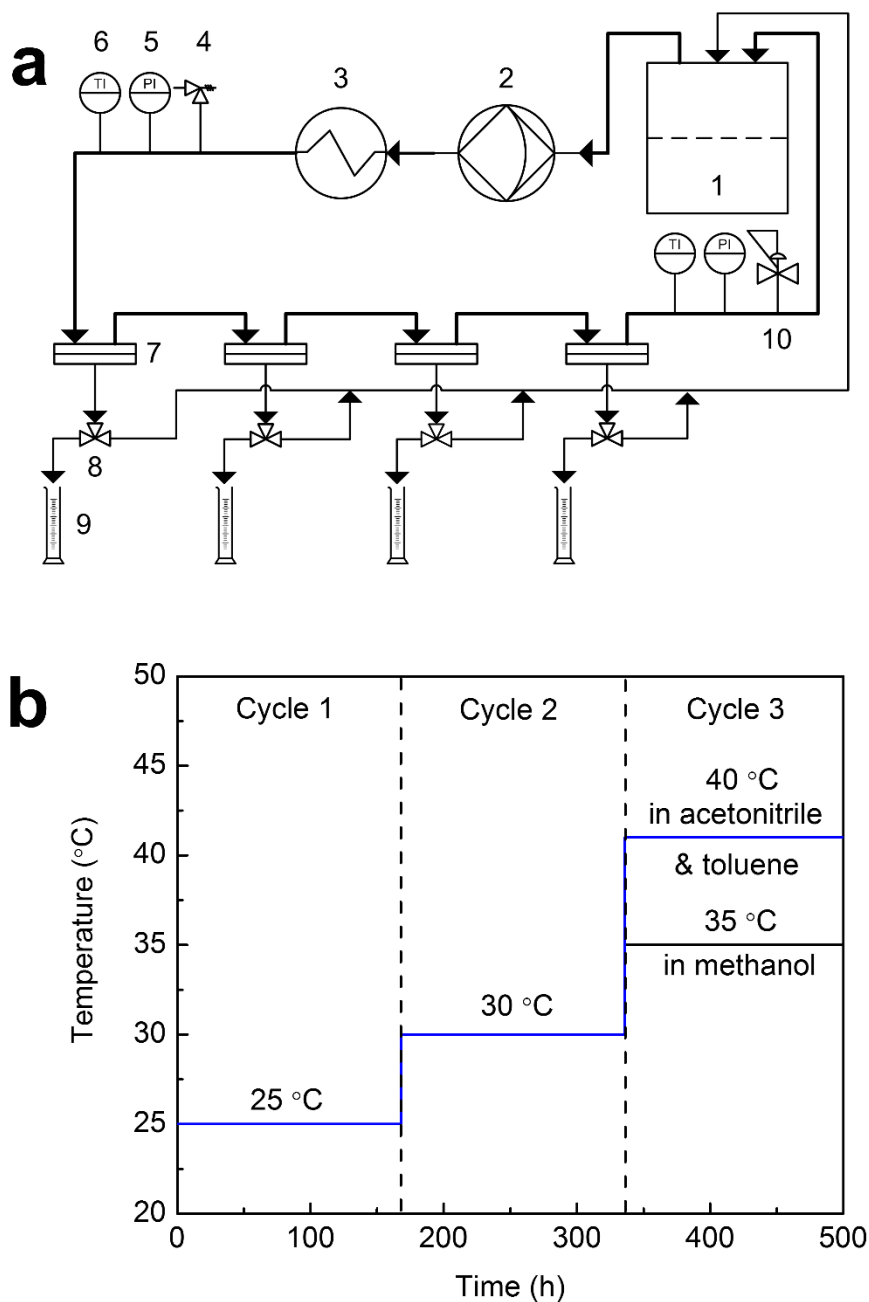 a
6 5 4
3
2
TI PI
1
TI PI
10
7
8
9
b
50
45
40
35
30
25
20
Temperature (°C)
Cycle 1 Cycle 2 Cycle 3
40 °C
in acetonitrile
& toluene
35 °C
in methanol
30 °C
25 °C
0 100 200 300 400 500
Time (h)